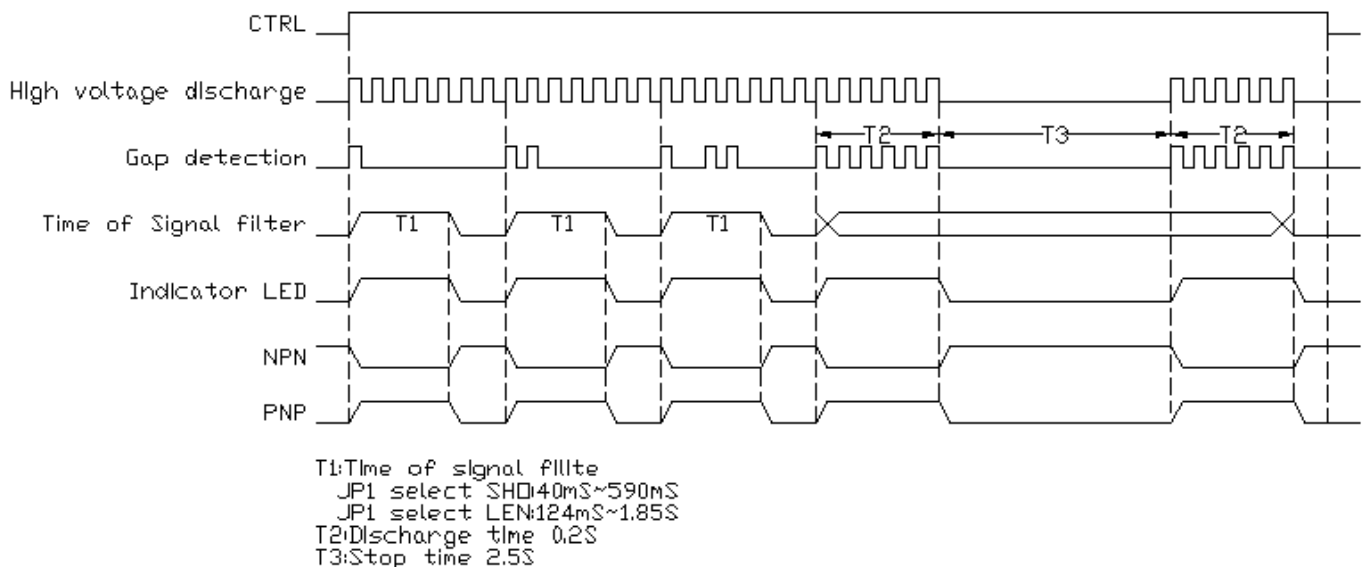 CTRL
High voltage discharge
T2 T3 T2
Gap detection
Time of Signal filter T1 T1 T1
Indicator LED
NPN
PNP
T1:Time of signal filite
JP1 select SHO:40mS~590mS
JP1 select LEN:124mS~1.85S
T2:Discharge time 0.2S
T3:Stop time 2.5S